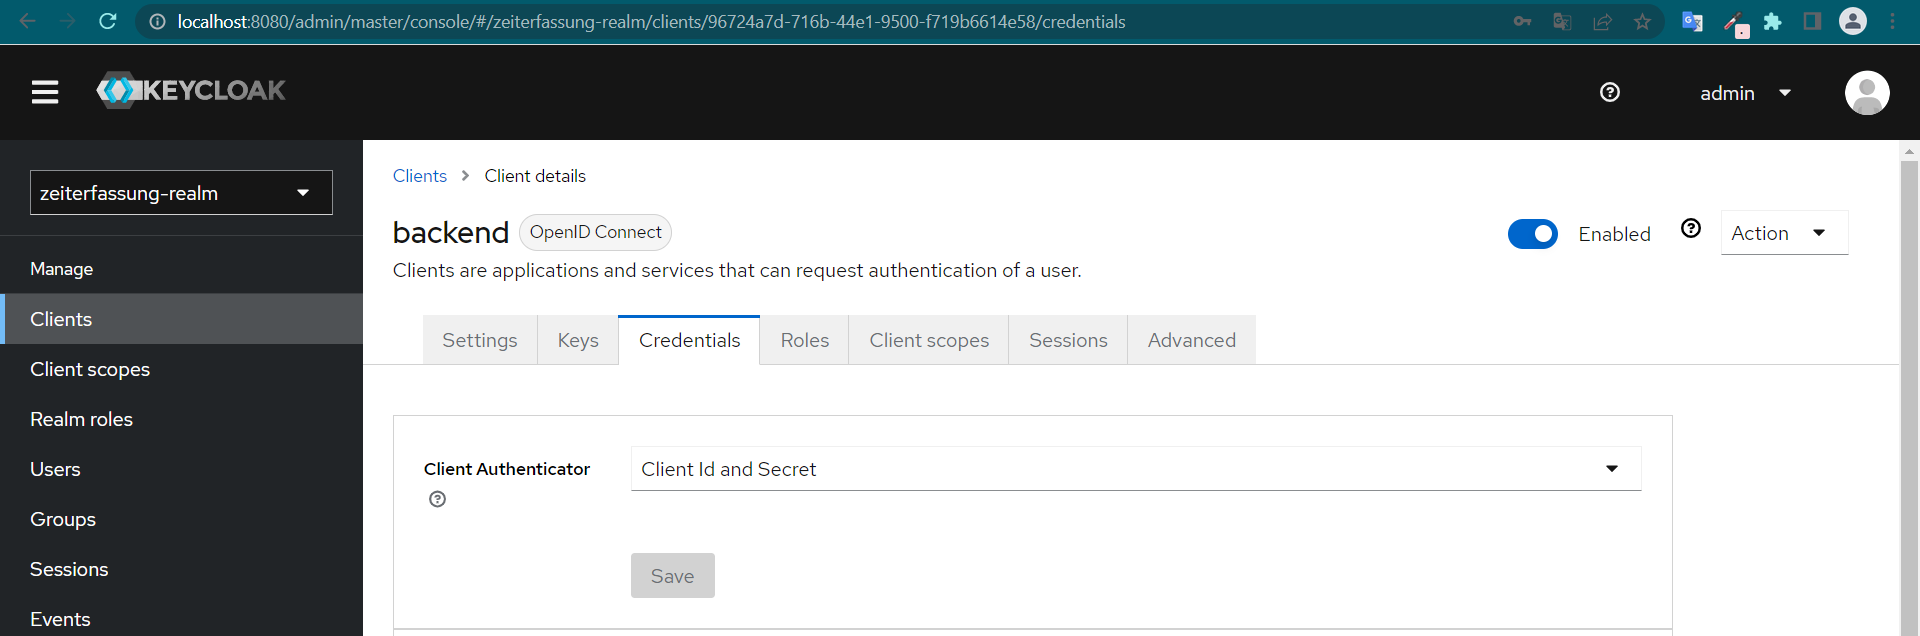 localhost:8080/admin/master/console/#/zeiterfassung-realm/clients/96724a7d-716b-44e1-9500-f719b6614e58/credentials
KEYCLOAK
admin
zeiterfassung-realm
Manage
Clients
Client scopes
Realm roles
Users
Groups
Sessions
Events
Clients > Client details
backend OpenID Connect
Enabled
Action
Clients are applications and services that can request authentication of a user.
Settings Keys Credentials Roles Client scopes Sessions Advanced
Client Authenticator
Client Id and Secret
Save